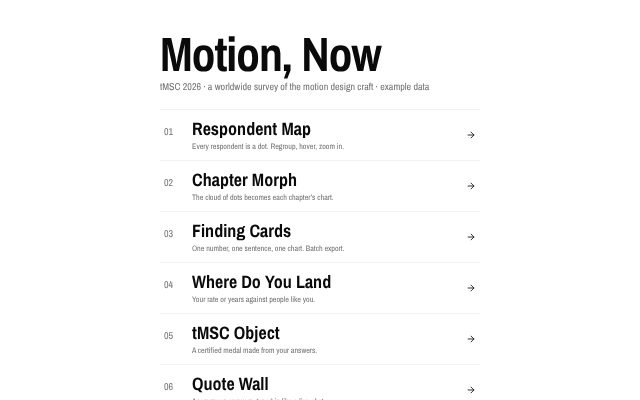 Motion, Now
tMSC 2026 · a worldwide survey of the motion design craft · example data
01
Respondent Map
Every respondent is a dot. Regroup, hover, zoom in.
02
Chapter Morph
The cloud of dots becomes each chapter's chart.
03
Finding Cards
One number, one sentence, one chart. Batch export.
04
Where Do You Land
Your rate or years against people like you.
05
tMSC Object
A certified medal made from your answers.
06
Quote Wall